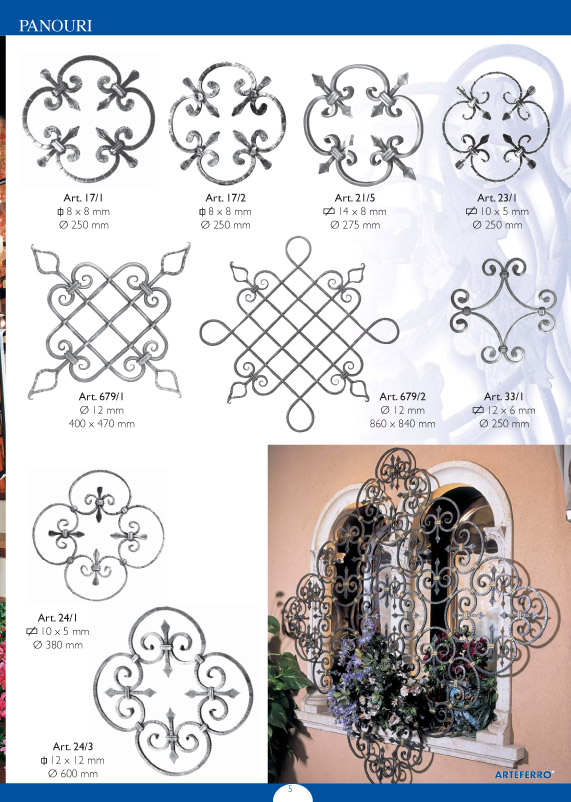 PANOURI
Art. 17/1
8 x 8 mm
Ø 250 mm
Art. 17/2
8 x 8 mm
Ø 250 mm
Art. 21/5
14 x 8 mm
Ø 275 mm
Art. 23/1
10 x 5 mm
Ø 250 mm
Art. 679/1
Ø 12 mm
400 x 470 mm
Art. 679/2
Ø 12 mm
860 x 840 mm
Art. 33/1
12 x 6 mm
Ø 250 mm
Art. 24/1
10 x 5 mm
Ø 380 mm
Art. 24/3
12 x 12 mm
Ø 600 mm
ARTEFERRO®
5